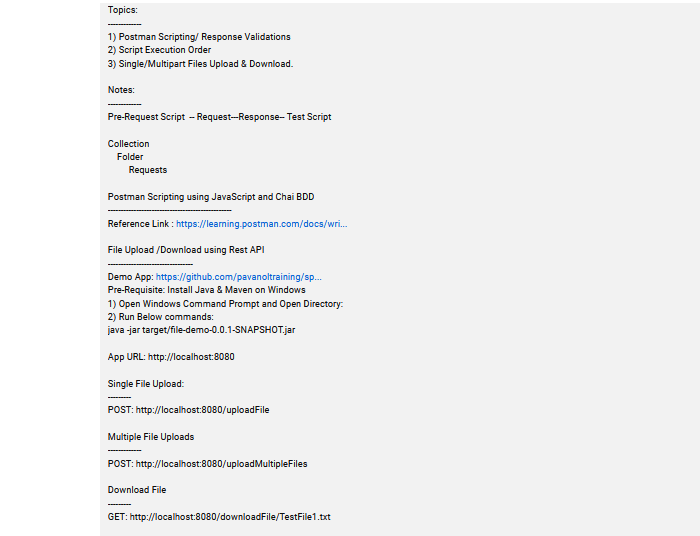 Topics:
-------------
1) Postman Scripting/ Response Validations
2) Script Execution Order
3) Single/Multipart Files Upload & Download.
Notes:
-------------
Pre-Request Script -- Request---Response-- Test Script
Collection
Folder
Requests
Postman Scripting using JavaScript and Chai BDD
------------------------------------------------
Reference Link : https://learning.postman.com/docs/wri...
File Upload /Download using Rest API
---------------------------------
Demo App: https://github.com/pavanoltraining/sp...
Pre-Requisite: Install Java & Maven on Windows
1) Open Windows Command Prompt and Open Directory:
2) Run Below commands:
java -jar target/file-demo-0.0.1-SNAPSHOT.jar
App URL: http://localhost:8080
Single File Upload:
---------
POST: http://localhost:8080/uploadFile
Multiple File Uploads
-------------
POST: http://localhost:8080/uploadMultipleFiles
Download File
---------
GET: http://localhost:8080/downloadFile/TestFile1.txt